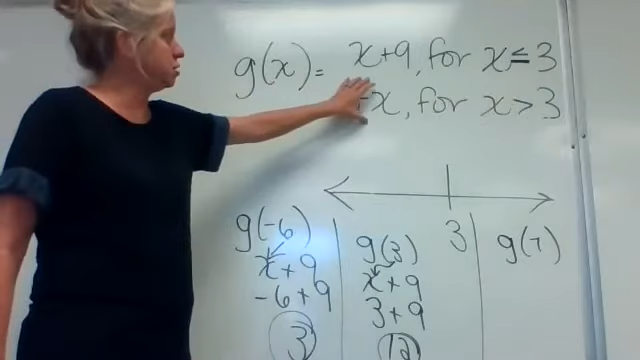 g(x) = x+9, for x ≤ 3
-x, for x > 3
3
g(-6)
x+9
-6+9
3
g(3)
x+9
3+9
12
g(7)